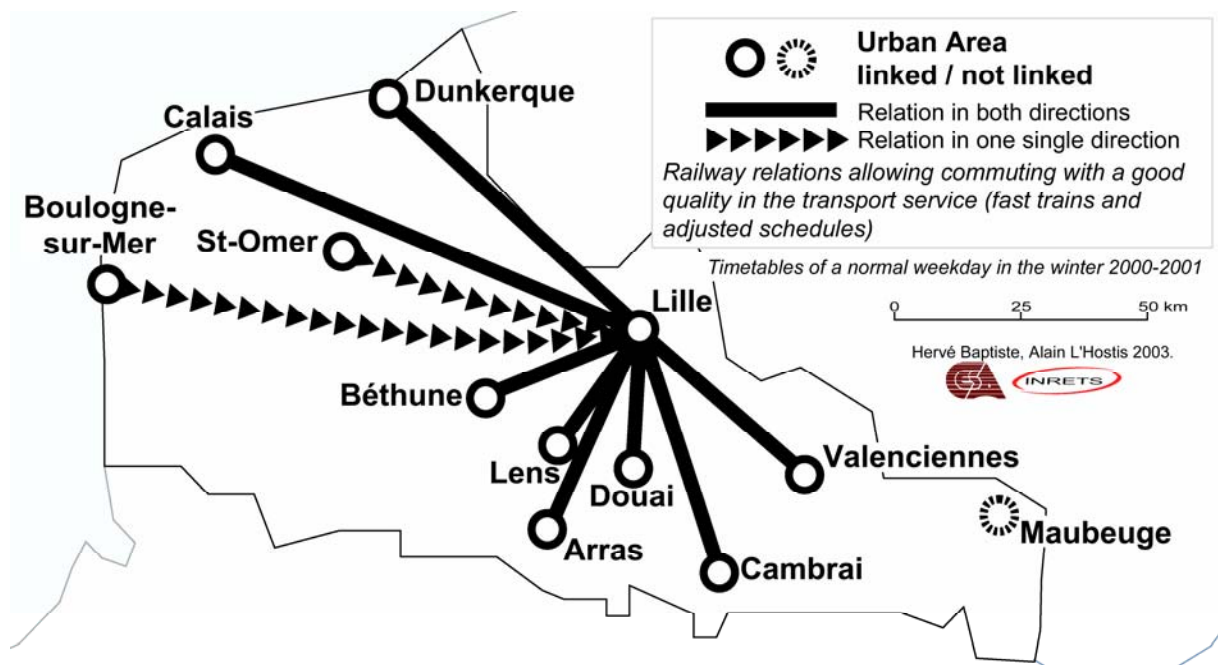 Urban Area
linked / not linked
Relation in both directions
Relation in one single direction
Railway relations allowing commuting with a good
quality in the transport service (fast trains and
adjusted schedules)
Timetables of a normal weekday in the winter 2000-2001
0 25 50 km
Hervé Baptiste, Alain L'Hostis 2003.
INRETS
Dunkerque
Calais
Boulogne-
sur-Mer
St-Omer
Lille
Béthune
Lens
Douai
Valenciennes
Arras
Cambrai
Maubeuge